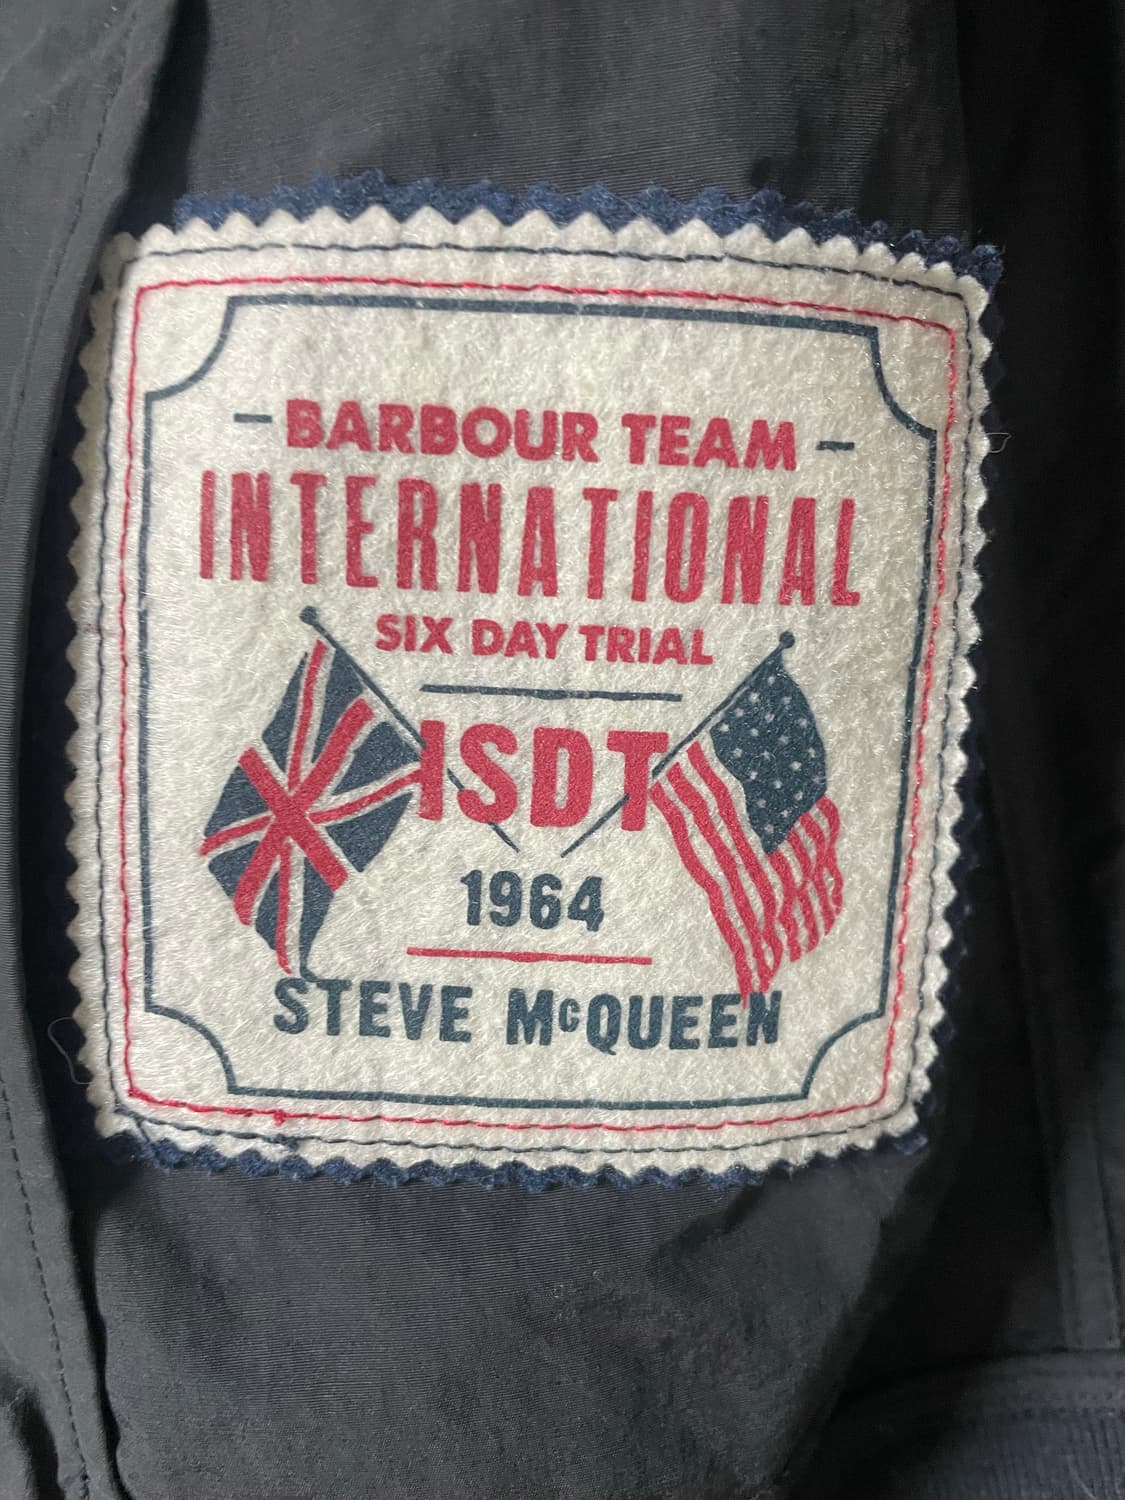 BARBOUR TEAM
INTERNATIONAL
SIX DAY TRIAL
ISDT
1964
STEVE McQUEEN